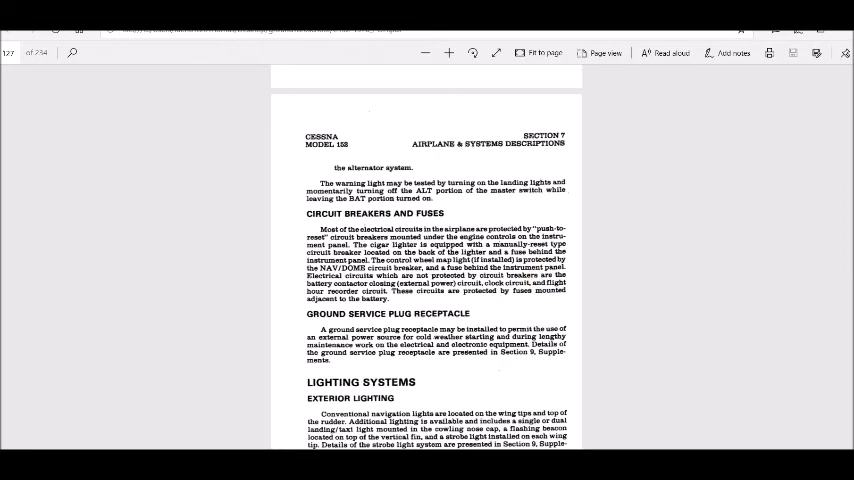 127 of 234
Fit to page
Page view
Read aloud
Add notes
CESSNA
MODEL 152
SECTION 7
AIRPLANE & SYSTEMS DESCRIPTIONS
the alternator system.
The warning light may be tested by turning on the landing lights and
momentarily turning off the ALT portion of the master switch while
leaving the BAT portion turned on.
CIRCUIT BREAKERS AND FUSES
Most of the electrical circuits in the airplane are protected by "push-to-
reset" circuit breakers mounted under the engine controls on the instru-
ment panel. The cigar lighter is equipped with a manually-reset type
circuit breaker located on the back of the lighter and a fuse behind the
instrument panel. The control wheel map light (if installed) is protected by
the NAV/DOME circuit breaker, and a fuse behind the instrument panel.
Electrical circuits which are not protected by circuit breakers are the
battery contactor closing (external power) circuit, clock circuit, and flight
hour recorder circuit. These circuits are protected by fuses mounted
adjacent to the battery.
GROUND SERVICE PLUG RECEPTACLE
A ground service plug receptacle may be installed to permit the use of
an external power source for cold weather starting and during lengthy
maintenance work on the electrical and electronic equipment. Details of
the ground service plug receptacle are presented in Section 9, Supple-
ments.
LIGHTING SYSTEMS
EXTERIOR LIGHTING
Conventional navigation lights are located on the wing tips and top of
the rudder. Additional lighting is available and includes a single or dual
landing/taxi light mounted in the cowling nose cap, a flashing beacon
located on top of the vertical fin, and a strobe light installed on each wing
tip. Details of the strobe light system are presented in Section 9, Supple-